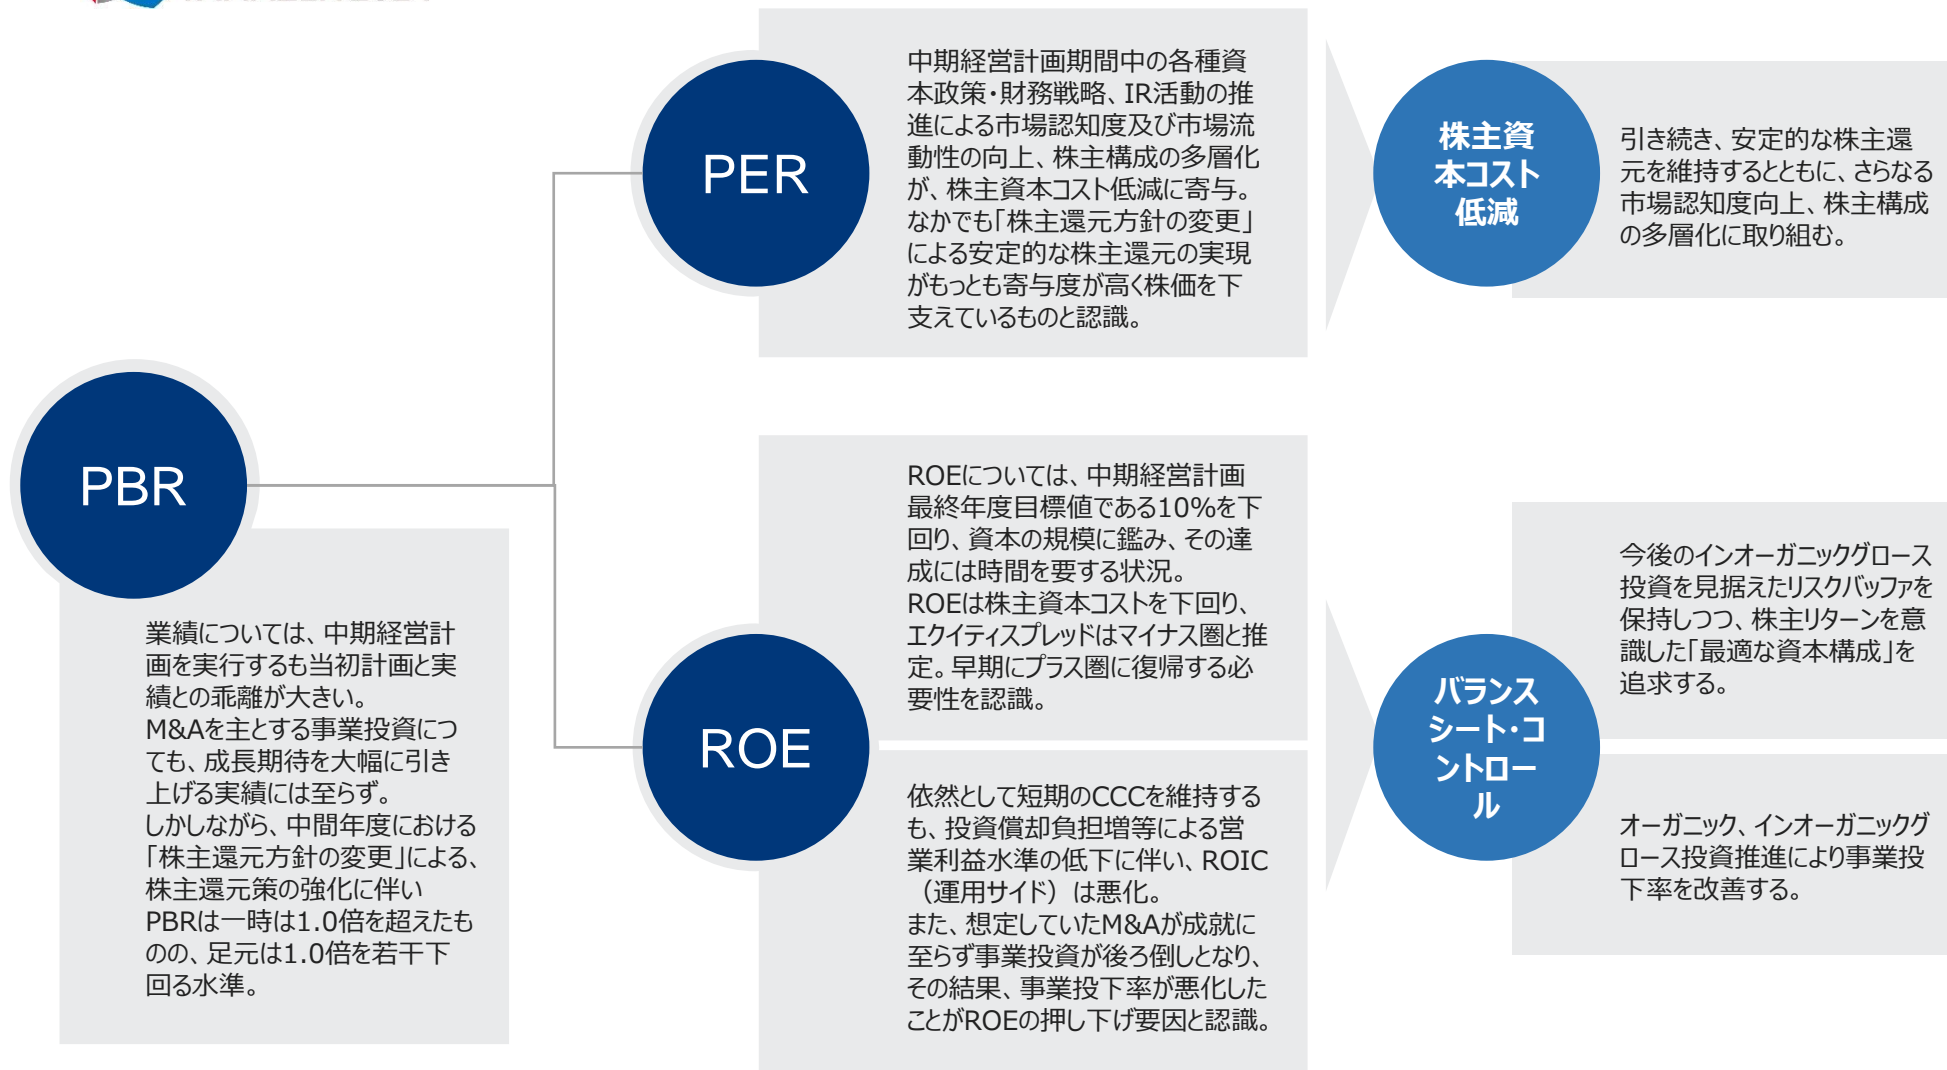 PBR
業績については、中期経営計
画を実行するも当初計画と実
績との乖離が大きい。
M&Aを主とする事業投資につ
ても、成長期待を大幅に引き
上げる実績には至らず。
しかしながら、中間年度における
「株主還元方針の変更」による、
株主還元策の強化に伴い
PBRは一時は1.0倍を超えたも
のの、足元は1.0倍を若干下
回る水準。
PER
中期経営計画期間中の各種資
本政策・財務戦略、IR活動の推
進による市場認知度及び市場流
動性の向上、株主構成の多層化
が、株主資本コスト低減に寄与。
なかでも「株主還元方針の変更」
による安定的な株主還元の実現
がもっとも寄与度が高く株価を下
支えているものと認識。
株主資
本コスト
低減
引き続き、安定的な株主還
元を維持するとともに、さらなる
市場認知度向上、株主構成
の多層化に取り組む。
ROE
ROEについては、中期経営計画
最終年度目標値である10%を下
回り、資本の規模に鑑み、その達
成には時間を要する状況。
ROEは株主資本コストを下回り、
エクイティスプレッドはマイナス圏と推
定。早期にプラス圏に復帰する必
要性を認識。
依然として短期のCCCを維持する
も、投資償却負担増等による営
業利益水準の低下に伴い、ROIC
（運用サイド）は悪化。
また、想定していたM&Aが成就に
至らず事業投資が後ろ倒しとなり、
その結果、事業投下率が悪化した
ことがROEの押し下げ要因と認識。
バランス
シート・コ
ントロー
ル
今後のインオーガニックグロース
投資を見据えたリスクバッファを
保持しつつ、株主リターンを意
識した「最適な資本構成」を
追求する。
オーガニック、インオーガニックグ
ロース投資推進により事業投
下率を改善する。